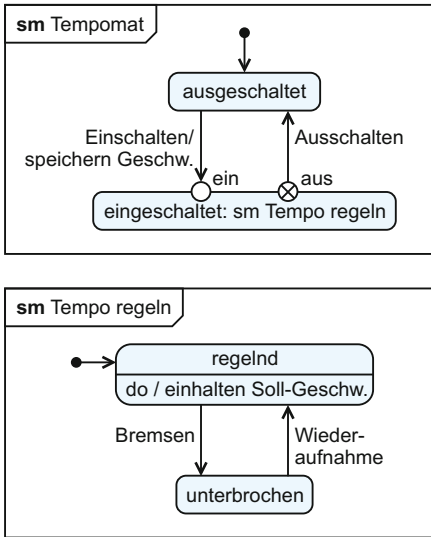 sm Tempomat
ausgeschaltet
Einschalten/
speichern Geschw.
Ausschalten
ein
aus
eingeschaltet: sm Tempo regeln
sm Tempo regeln
regelnd
do / einhalten Soll-Geschw.
Bremsen
Wieder-
aufnahme
unterbrochen